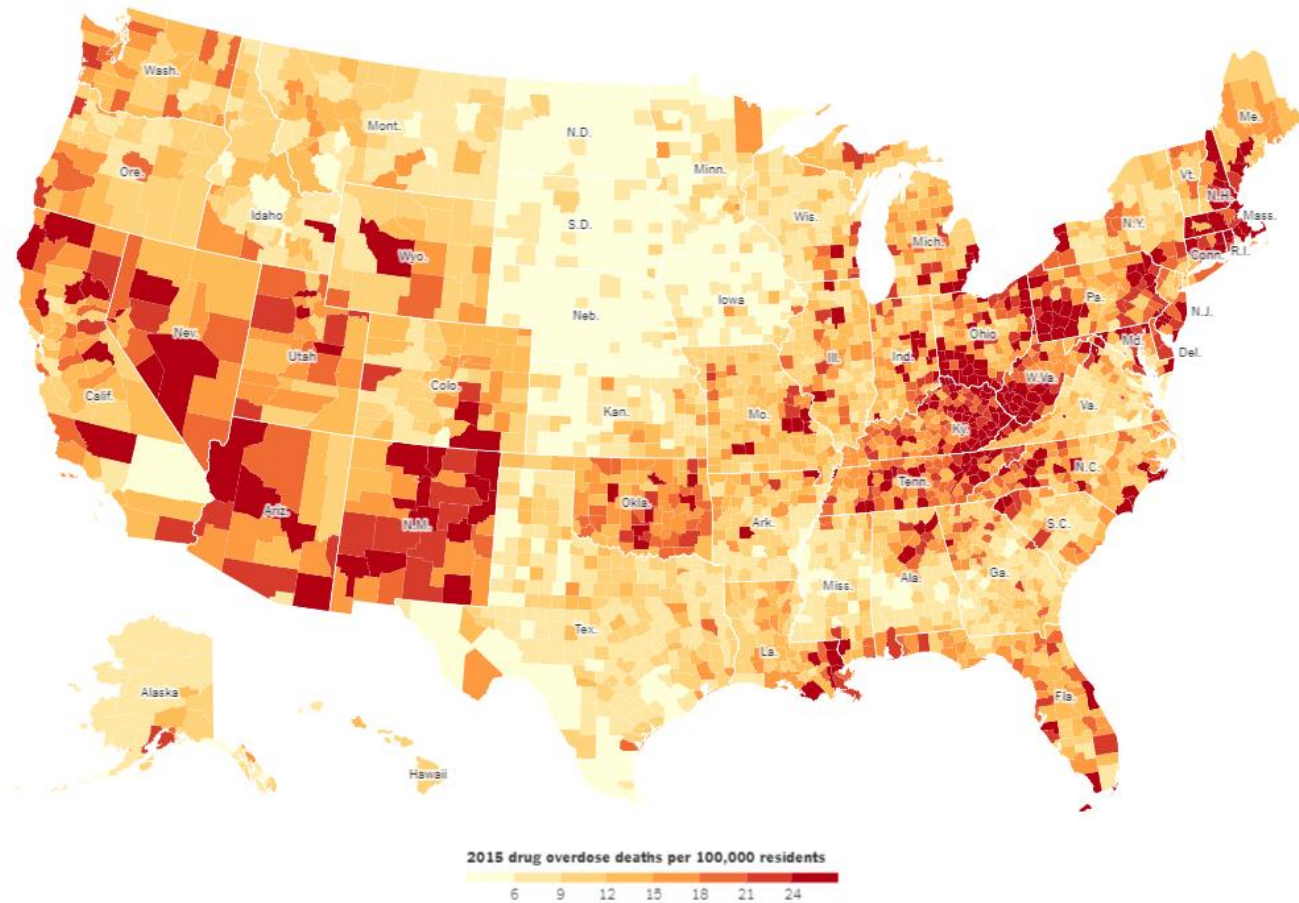 Wash.
Mont.
N.D.
Minn.
Me.
Vt.
N.H.
Ore.
Idaho
S.D.
Wis.
Mich.
N.Y.
Mass.
Conn.
R.I.
Wyo.
Iowa
Pa.
N.J.
Neb.
Ohio
Nev.
Utah
Colo.
Ill.
Ind.
Md.
Del.
W.Va.
Calif.
Kan.
Mo.
Va.
Ky.
Ariz.
N.M.
Okla.
Tenn.
N.C.
Ark.
S.C.
Miss.
Ala.
Ga.
Tex.
La.
Alaska
Fla.
Hawaii
2015 drug overdose deaths per 100,000 residents
6 9 12 15 18 21 24